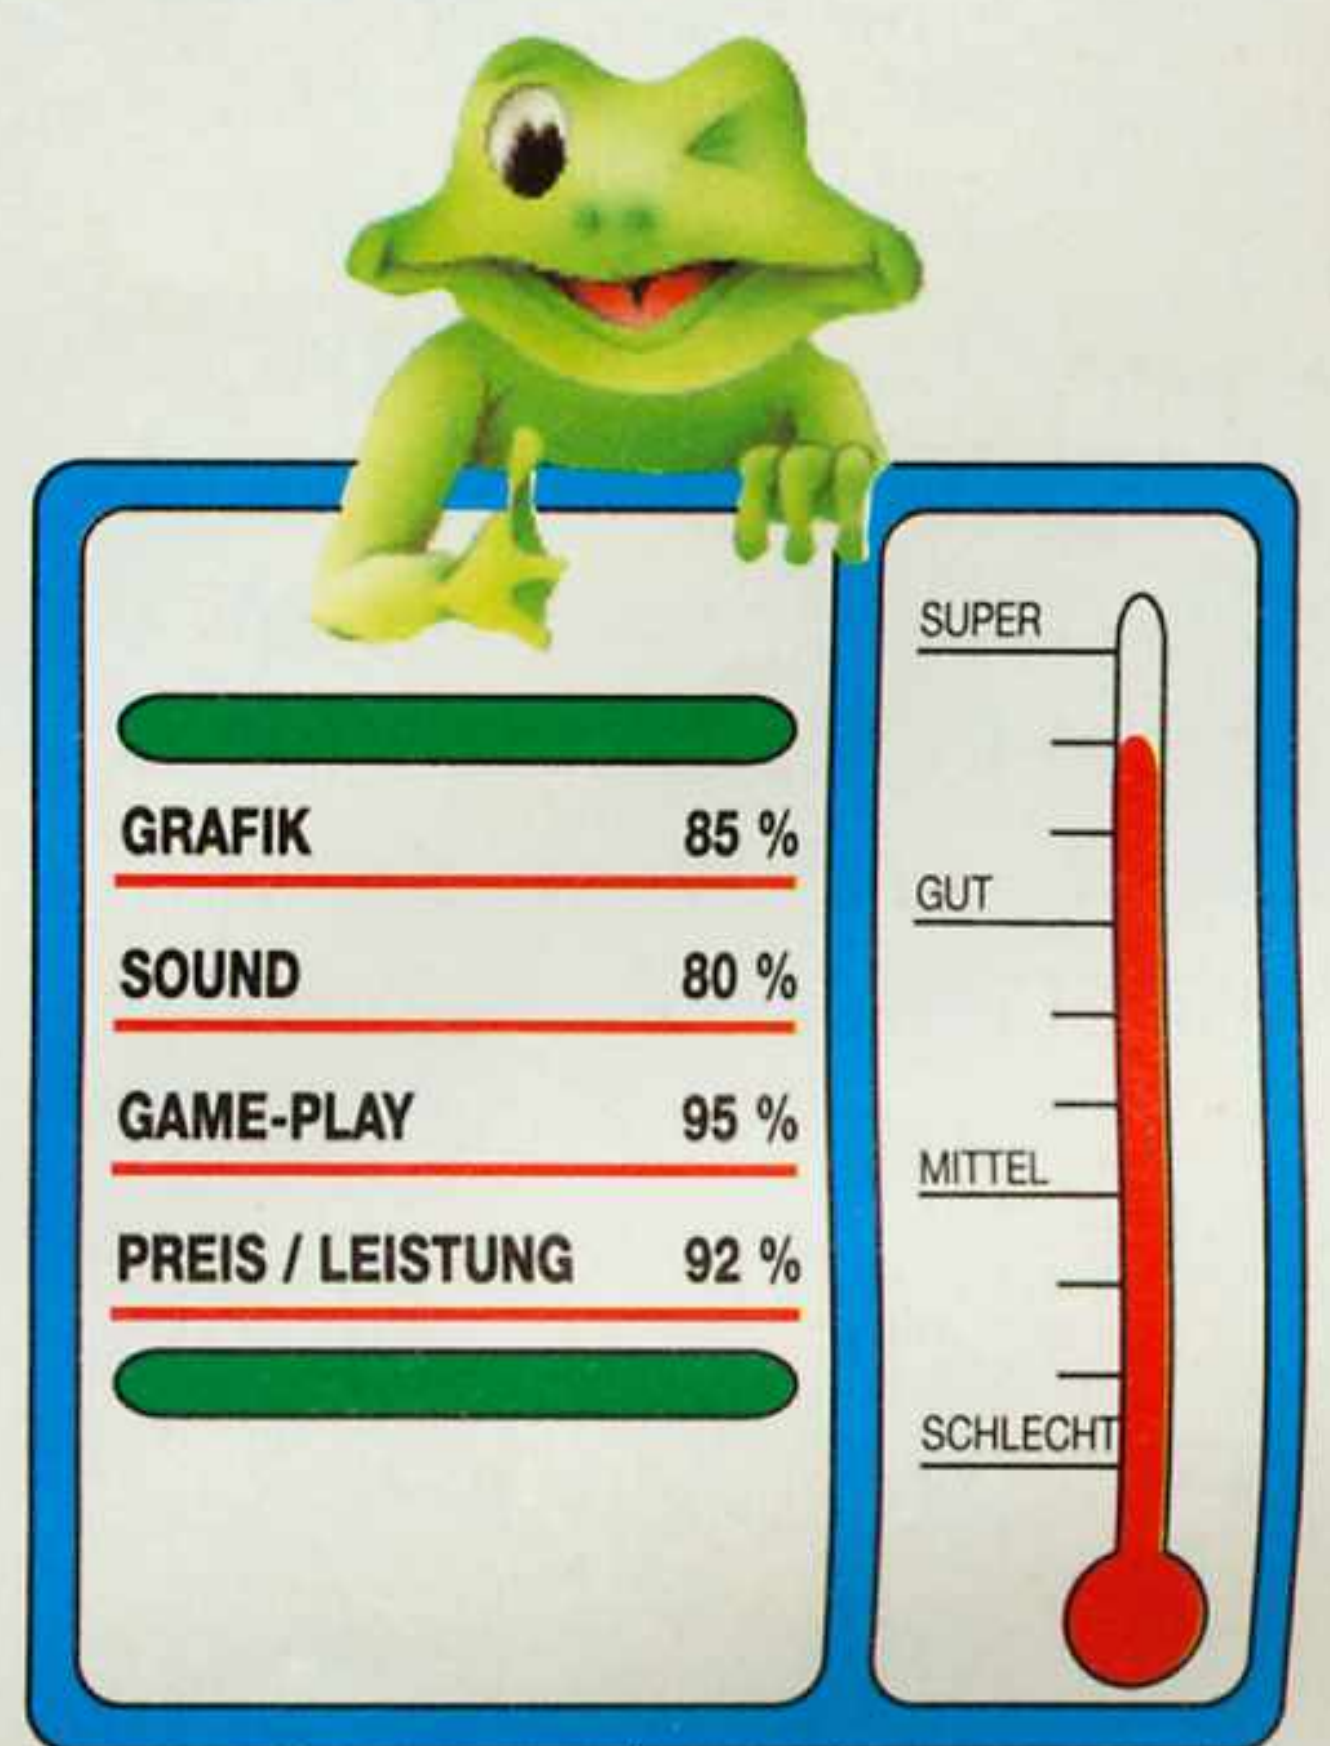 GRAFIK 85 %
SOUND 80 %
GAME-PLAY 95 %
PREIS / LEISTUNG 92 %
SUPER
GUT
MITTEL
SCHLECHT